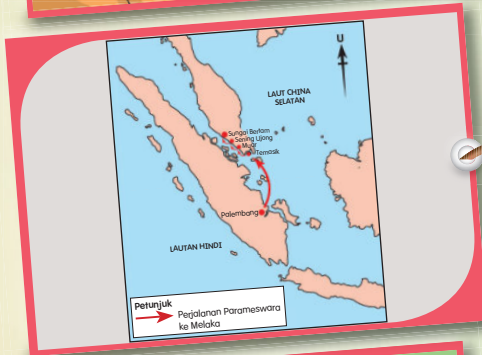 U
LAUT CHINA
SELATAN
Sungai Bertam
Sening Ujong
Muar
Temasik
Palembang
LAUTAN HINDI
Petunjuk
Perjalanan Parameswara
ke Melaka